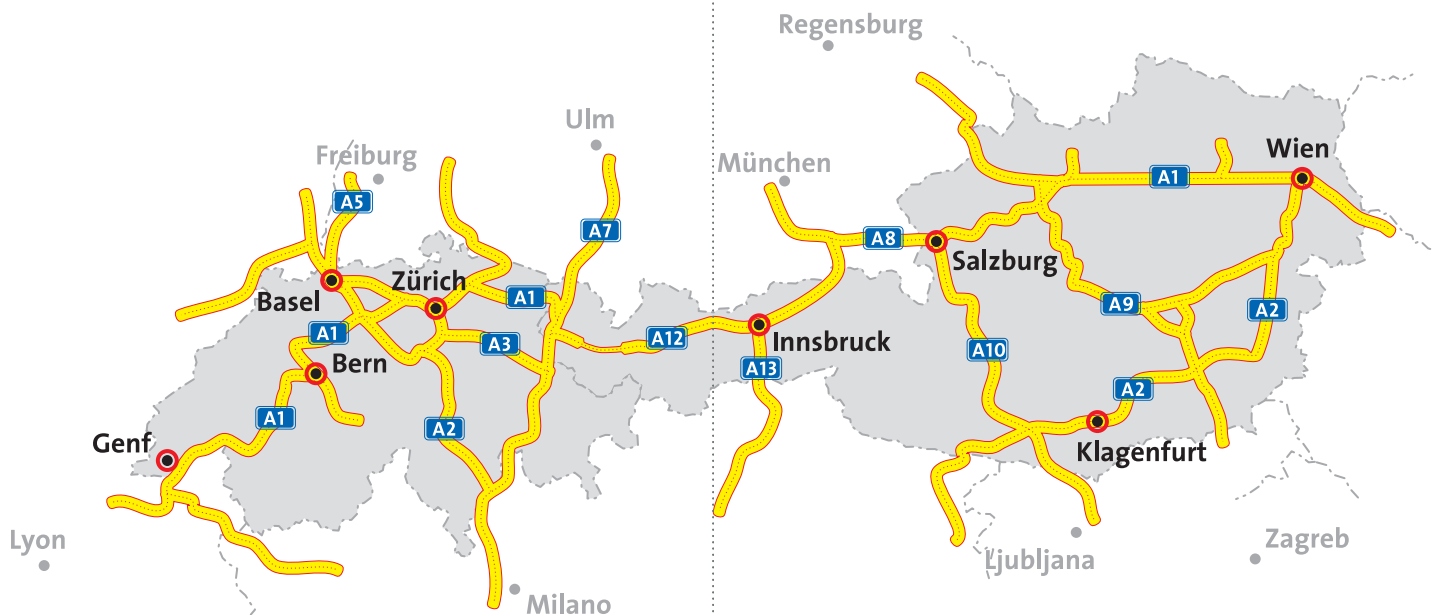 Regensburg
Ulm
Freiburg
München
Wien
A1
A5
A7
A8
Salzburg
Zürich
Basel
A1
A9
A2
A1
A12
Innsbruck
A3
A10
Bern
A13
A2
A1
A2
Genf
Klagenfurt
Lyon
Zagreb
Ljubljana
Milano